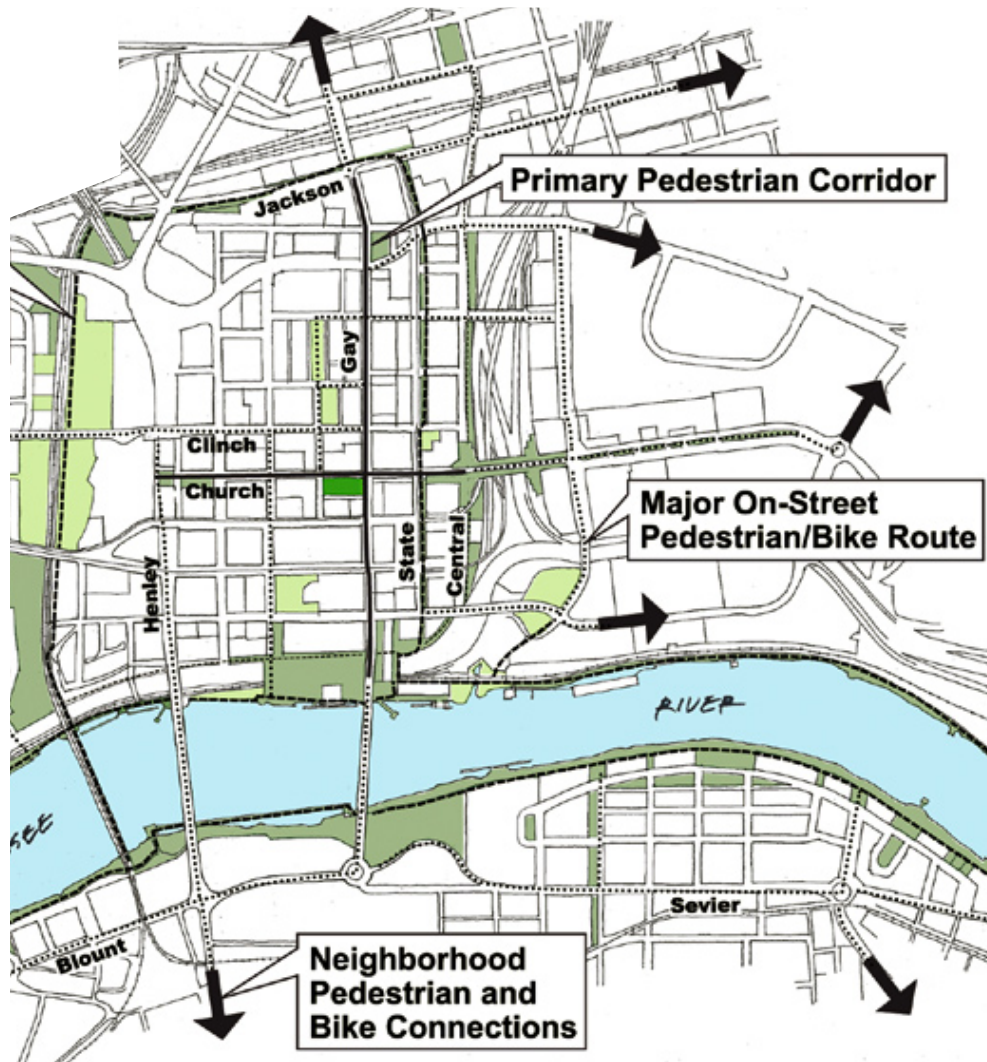 Primary Pedestrian Corridor
Jackson
Gay
Clinch
Church
Major On-Street
Pedestrian/Bike Route
Henley
State
Central
RIVER
SEE
Sevier
Blount
Neighborhood
Pedestrian and
Bike Connections